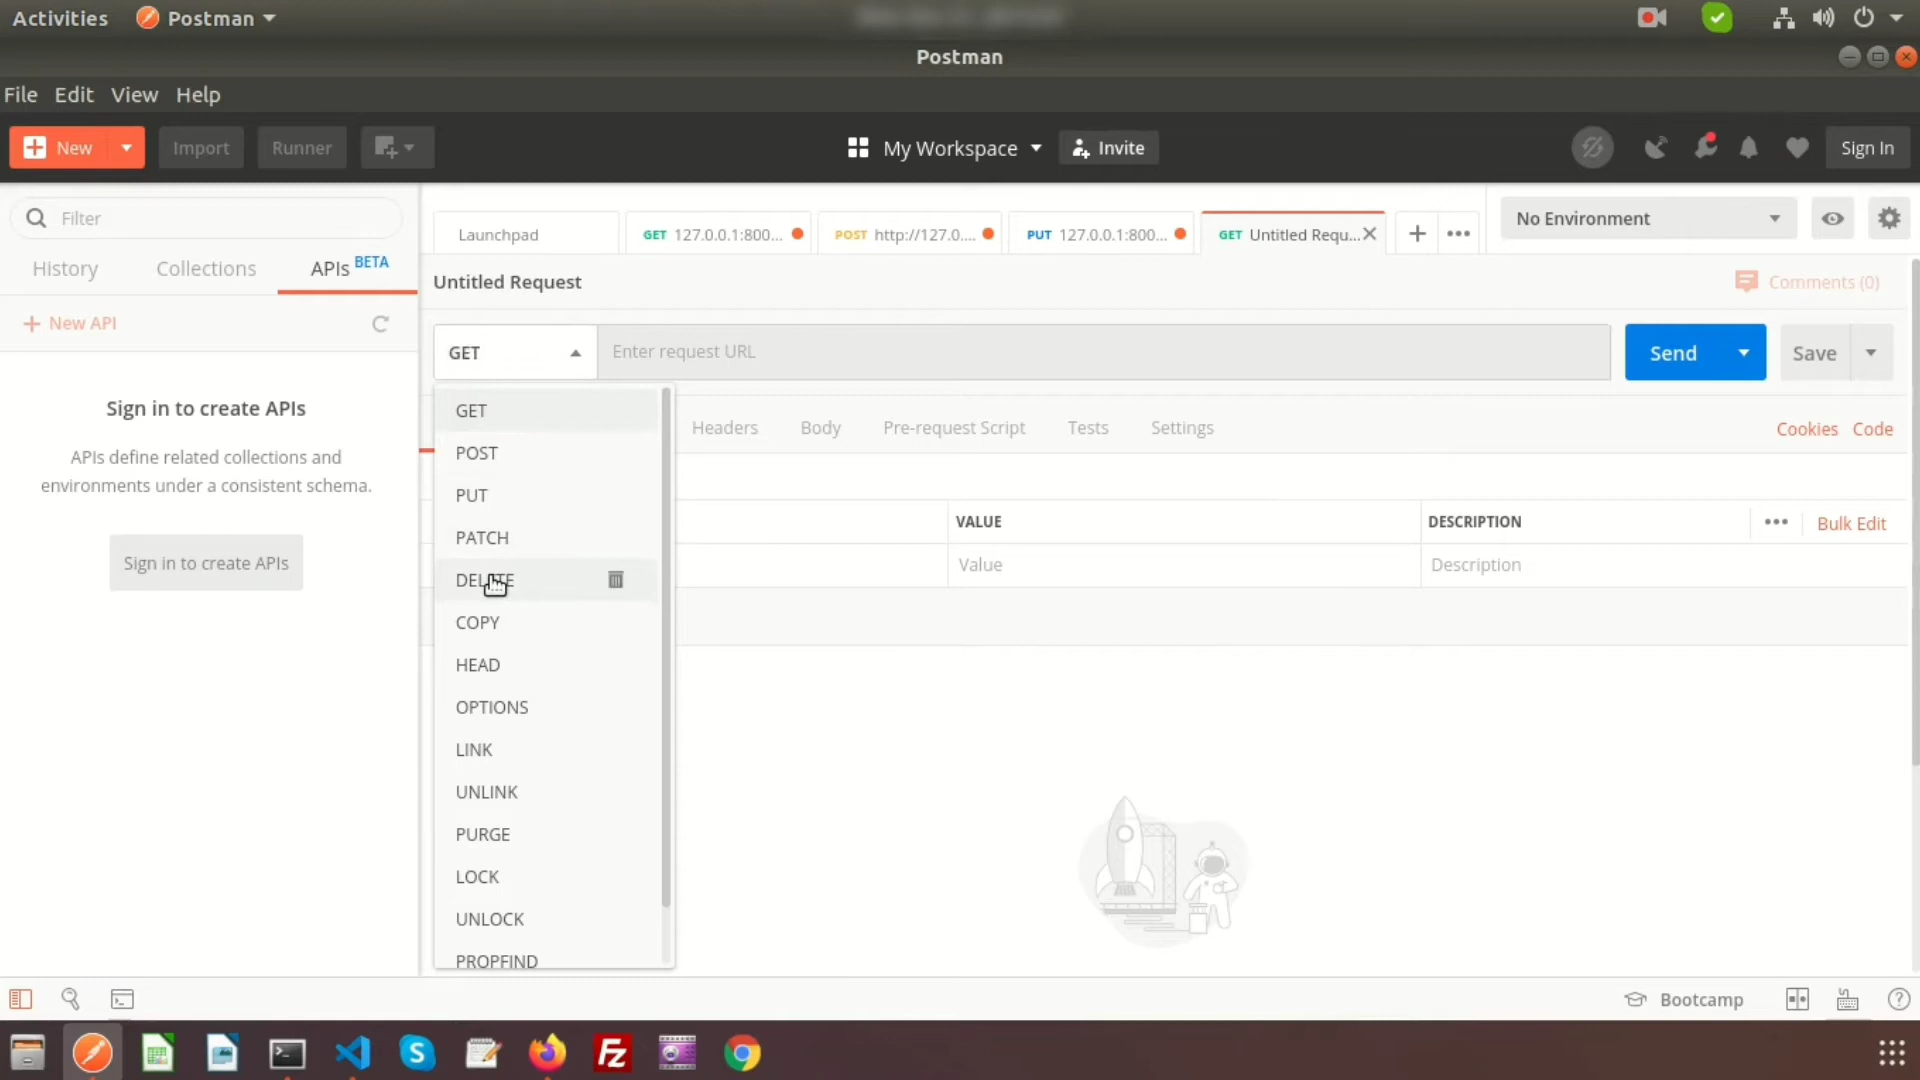 Activities Postman
Postman
File Edit View Help
New Import Runner My Workspace Invite Sign In
Filter
Launchpad GET 127.0.0.1:800... POST http://127.0.... PUT 127.0.0.1:800... GET Untitled Requ... No Environment
History Collections APIs BETA
Untitled Request Comments (0)
New API
GET Enter request URL Send Save
Sign in to create APIs
APIs define related collections and
environments under a consistent schema.
Sign in to create APIs
GET
POST
PUT
PATCH
DELETE
COPY
HEAD
OPTIONS
LINK
UNLINK
PURGE
LOCK
UNLOCK
PROPFIND
Headers Body Pre-request Script Tests Settings Cookies Code
VALUE DESCRIPTION Bulk Edit
Value Description
Bootcamp